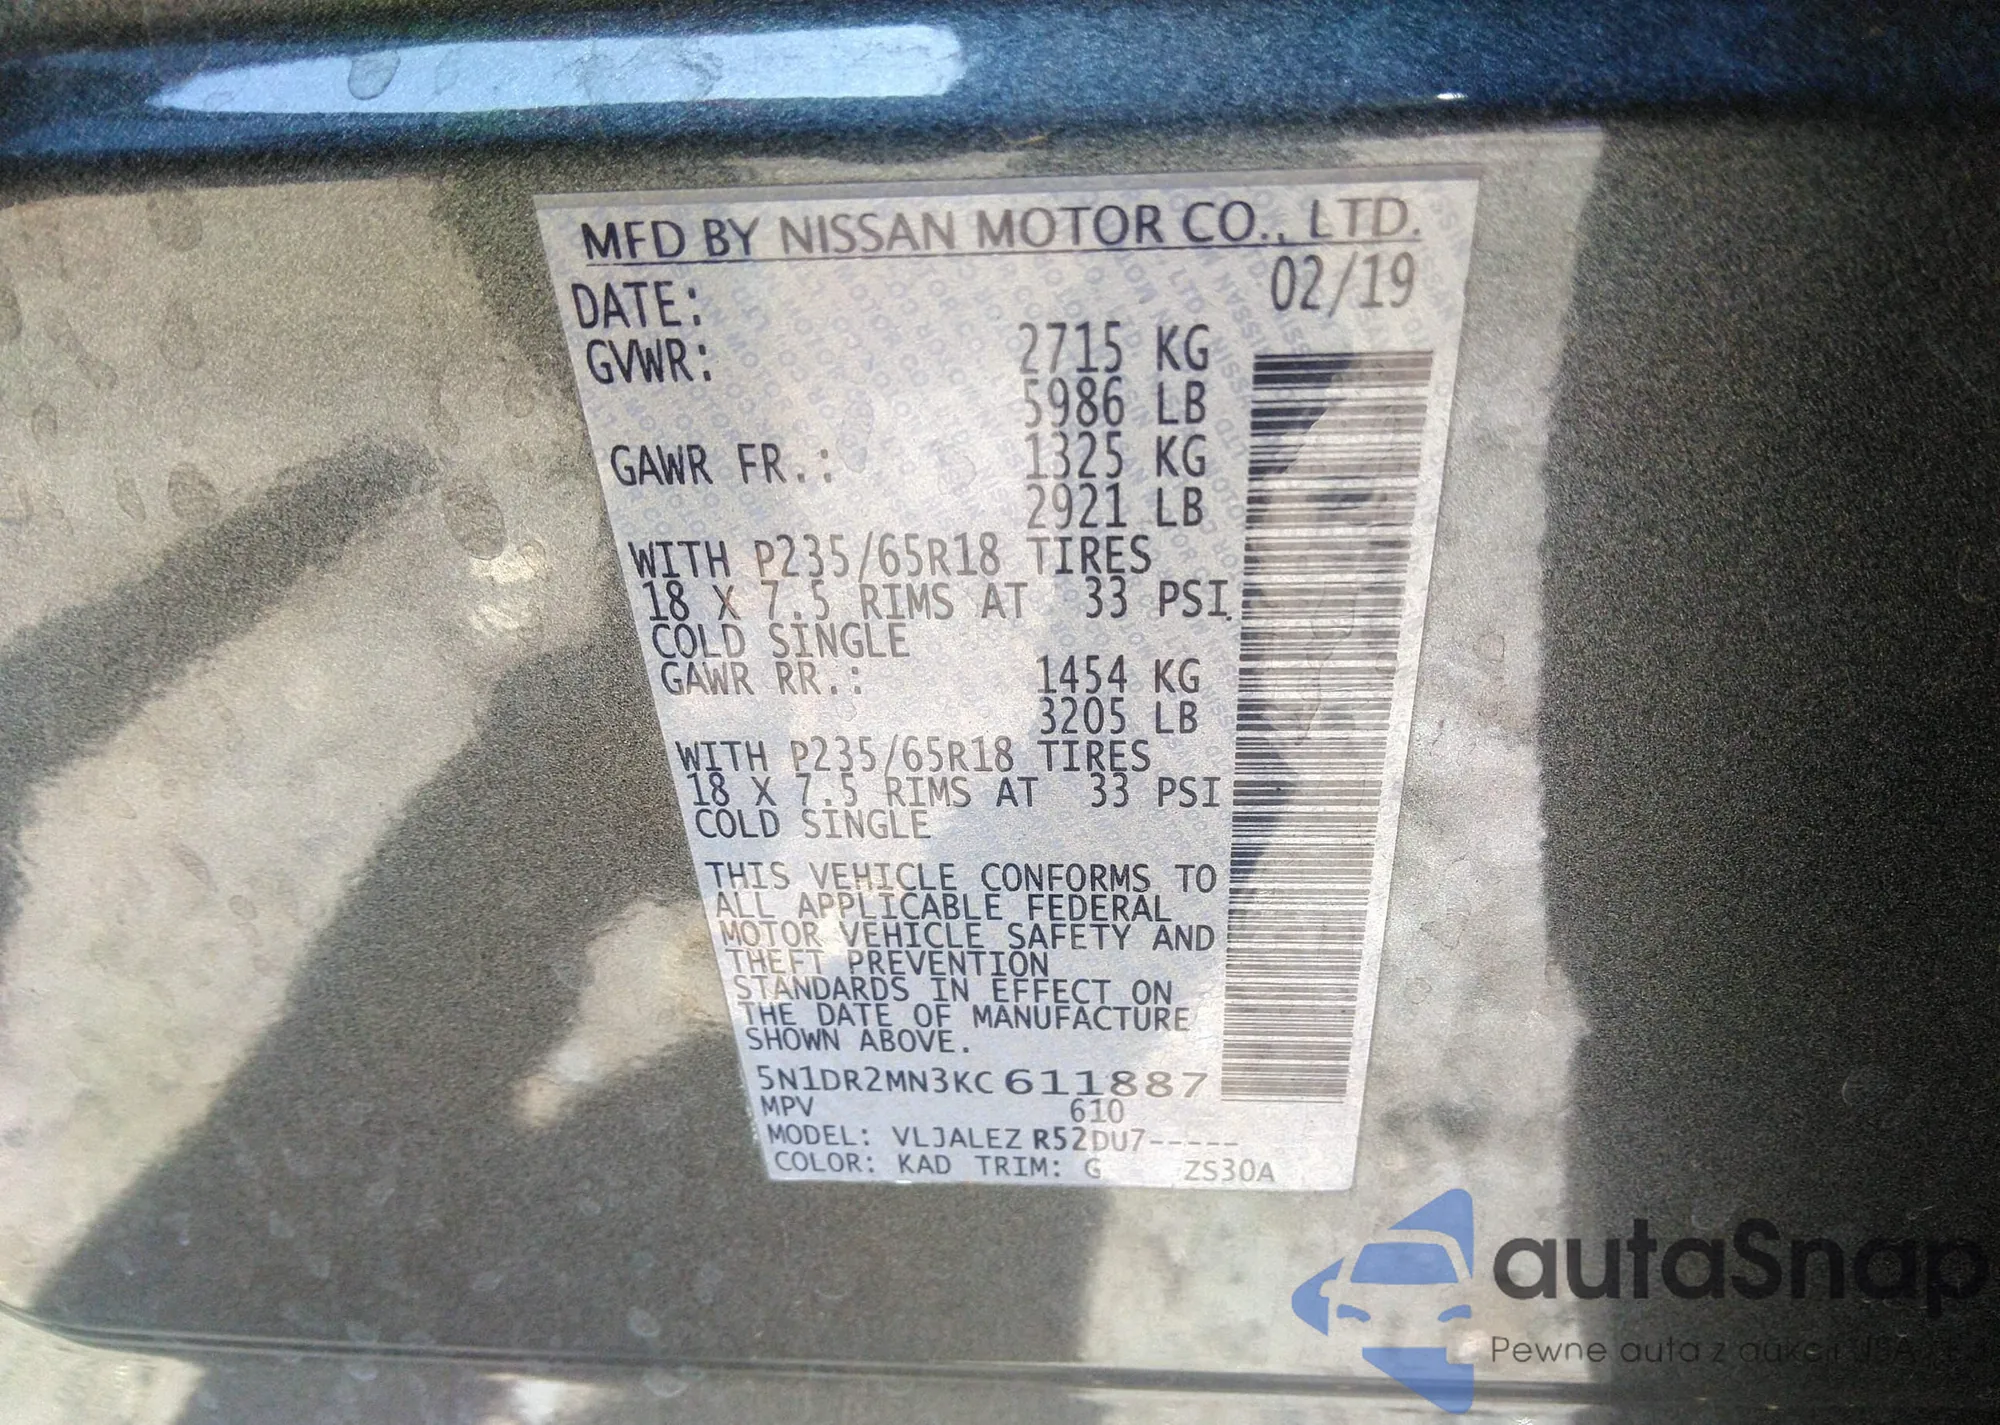 MFD BY NISSAN MOTOR CO., LTD.
DATE: 02/19
GVWR: 2715 KG
5986 LB
GAWR FR.: 1325 KG
2921 LB
WITH P235/65R18 TIRES
18 X 7.5 RIMS AT 33 PSI
COLD SINGLE
GAWR RR.: 1454 KG
3205 LB
WITH P235/65R18 TIRES
18 X 7.5 RIMS AT 33 PSI
COLD SINGLE
THIS VEHICLE CONFORMS TO
ALL APPLICABLE FEDERAL
MOTOR VEHICLE SAFETY AND
THEFT PREVENTION
STANDARDS IN EFFECT ON
THE DATE OF MANUFACTURE
SHOWN ABOVE.
5N1DR2MN3KC611887
MPV 610
MODEL: VLJALEZ R52DU7-----
COLOR: KAD TRIM: G ZS30A
autaSnap
Pewne auta z aukcji USA